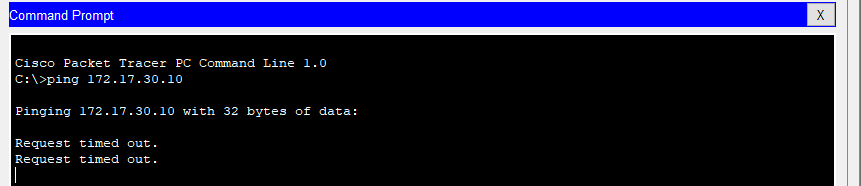 Command Prompt
X
Cisco Packet Tracer PC Command Line 1.0
C:\>ping 172.17.30.10
Pinging 172.17.30.10 with 32 bytes of data:
Request timed out.
Request timed out.